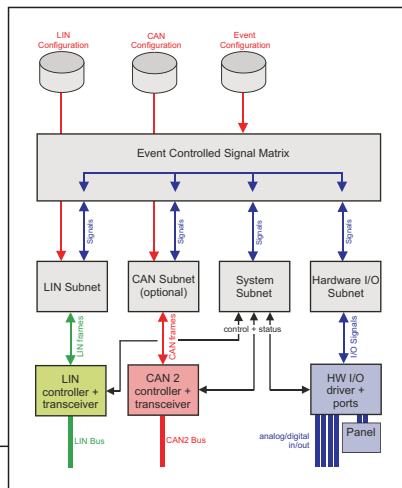 LIN
Configuration
CAN
Configuration
Event
Configuration
Event Controlled Signal Matrix
Signals
Signals
Signals
Signals
LIN Subnet
CAN Subnet
(optional)
System
Subnet
Hardware I/O
Subnet
LIN frames
CAN frames
control + status
I/O Signals
LIN
controller +
transceiver
CAN 2
controller +
transceiver
HW I/O
driver +
ports
LIN Bus
CAN2 Bus
analog/digital
in/out
Panel